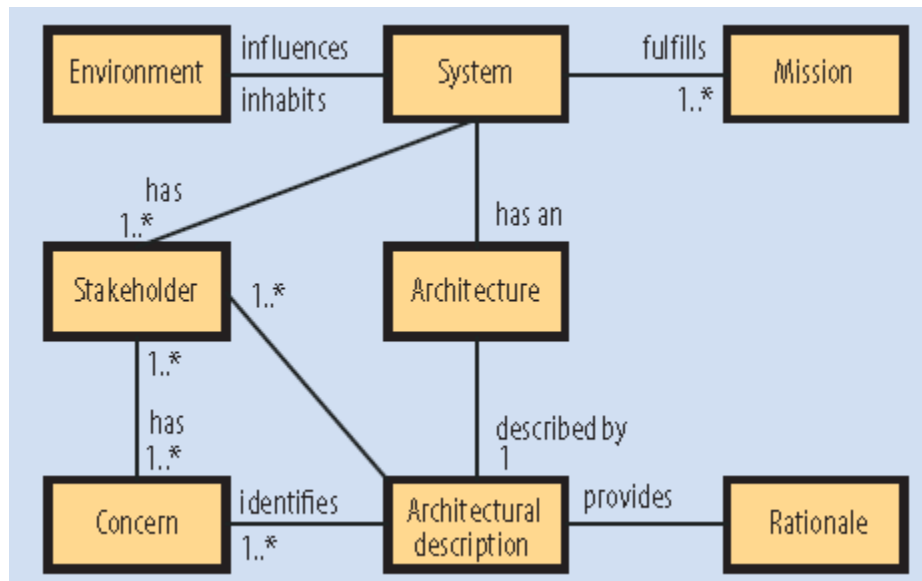 influences
fulfills
Environment
System
Mission
inhabits
1..*
has
1..*
has an
Stakeholder
1..*
Architecture
1..*
has
described by
1..*
1
identifies
provides
Concern
Architectural
description
Rationale
1..*